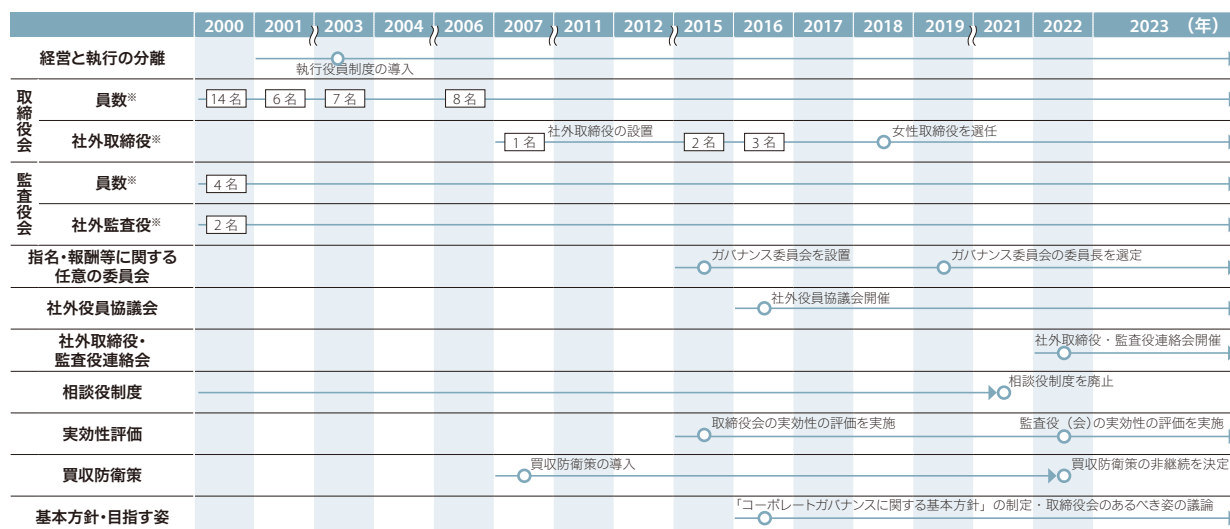 2000 2001 2003 2004 2006 2007 2011 2012 2015 2016 2017 2018 2019 2021 2022 2023 (年)
経営と執行の分離
執行役員制度の導入
取締役会
員数※
14名 6名 7名 8名
社外取締役※
1名 社外取締役の設置 2名 3名 女性取締役を選任
監査役会
員数※
4名
社外監査役※
2名
指名・報酬等に関する
任意の委員会
ガバナンス委員会を設置 ガバナンス委員会の委員長を選定
社外役員協議会
社外役員協議会開催
社外取締役・
監査役連絡会
社外取締役・監査役連絡会開催
相談役制度
相談役制度を廃止
実効性評価
取締役会の実効性の評価を実施 監査役(会)の実効性の評価を実施
買収防衛策
買収防衛策の導入 買収防衛策の非継続を決定
基本方針・目指す姿
「コーポレートガバナンスに関する基本方針」の制定・取締役会のあるべき姿の議論